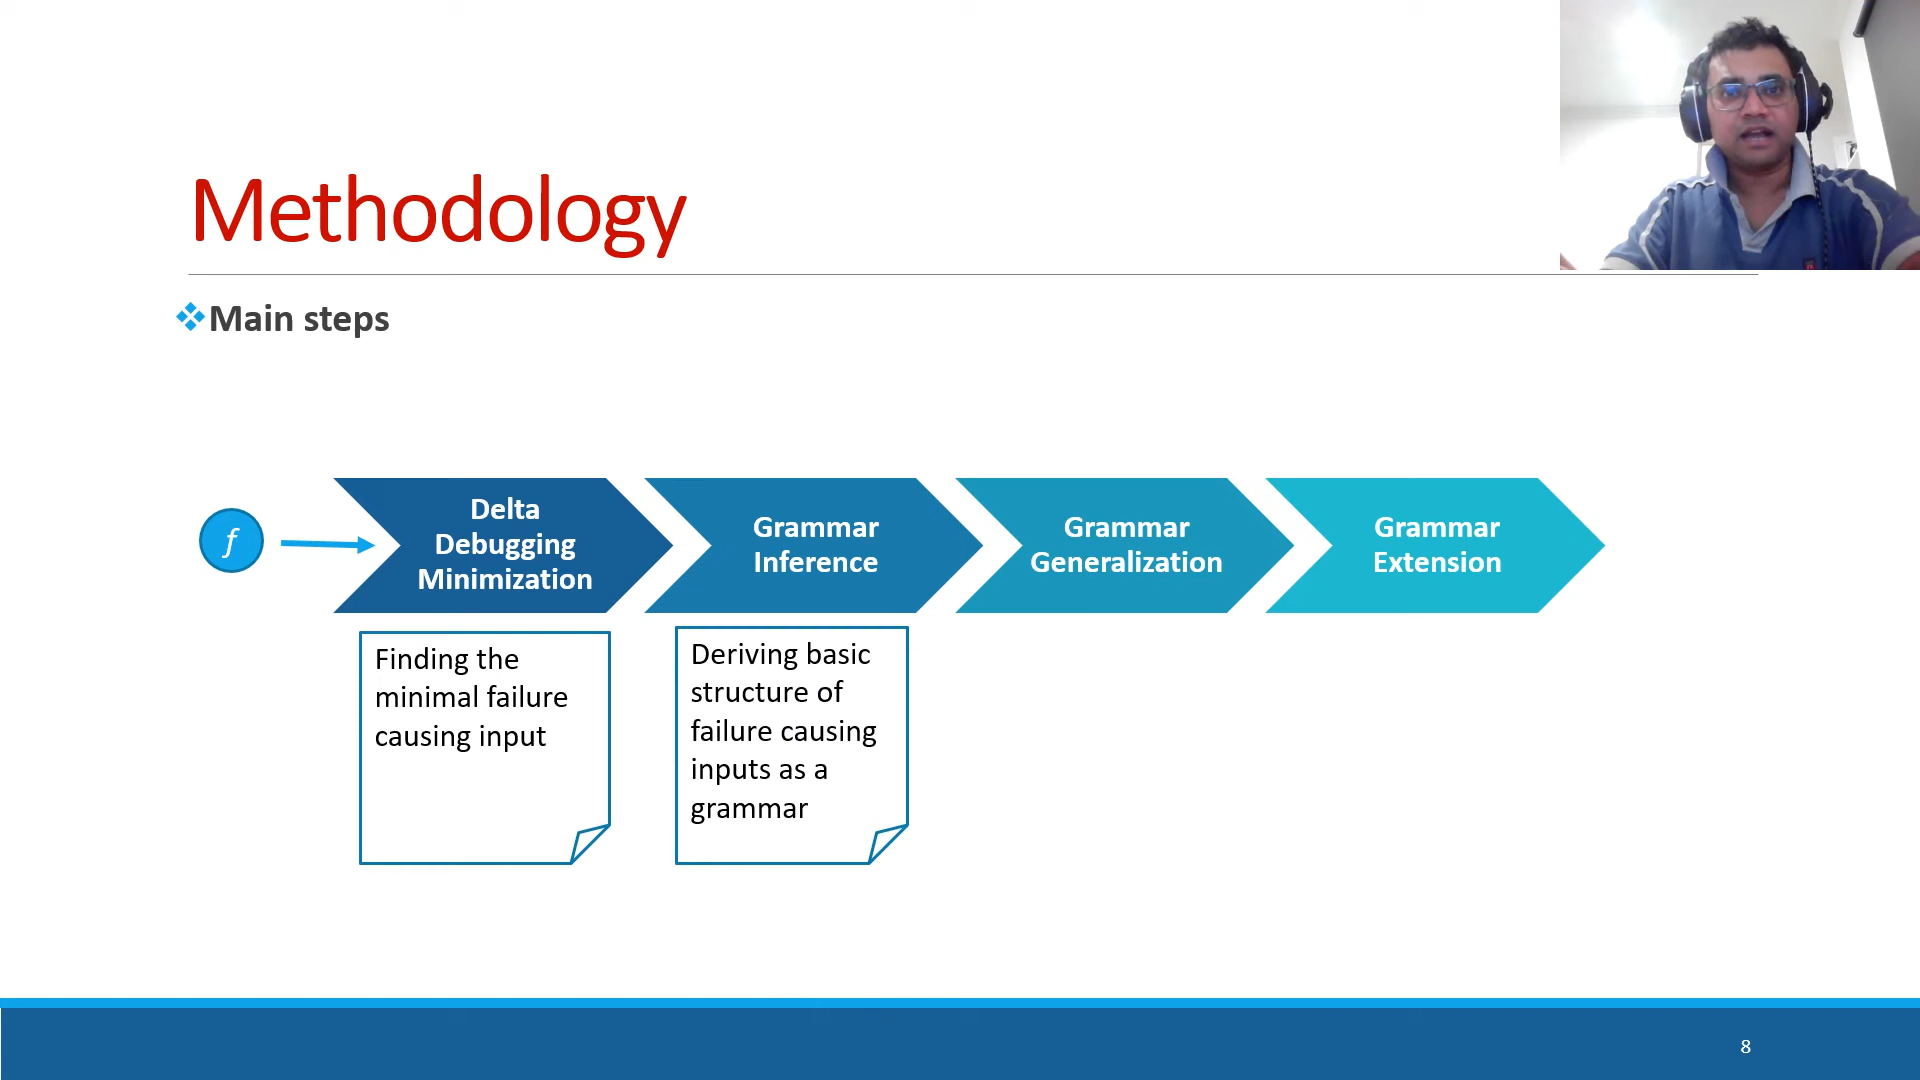 Methodology
Main steps
f
Delta
Debugging
Minimization
Grammar
Inference
Grammar
Generalization
Grammar
Extension
Finding the
minimal failure
causing input
Deriving basic
structure of
failure causing
inputs as a
grammar
8